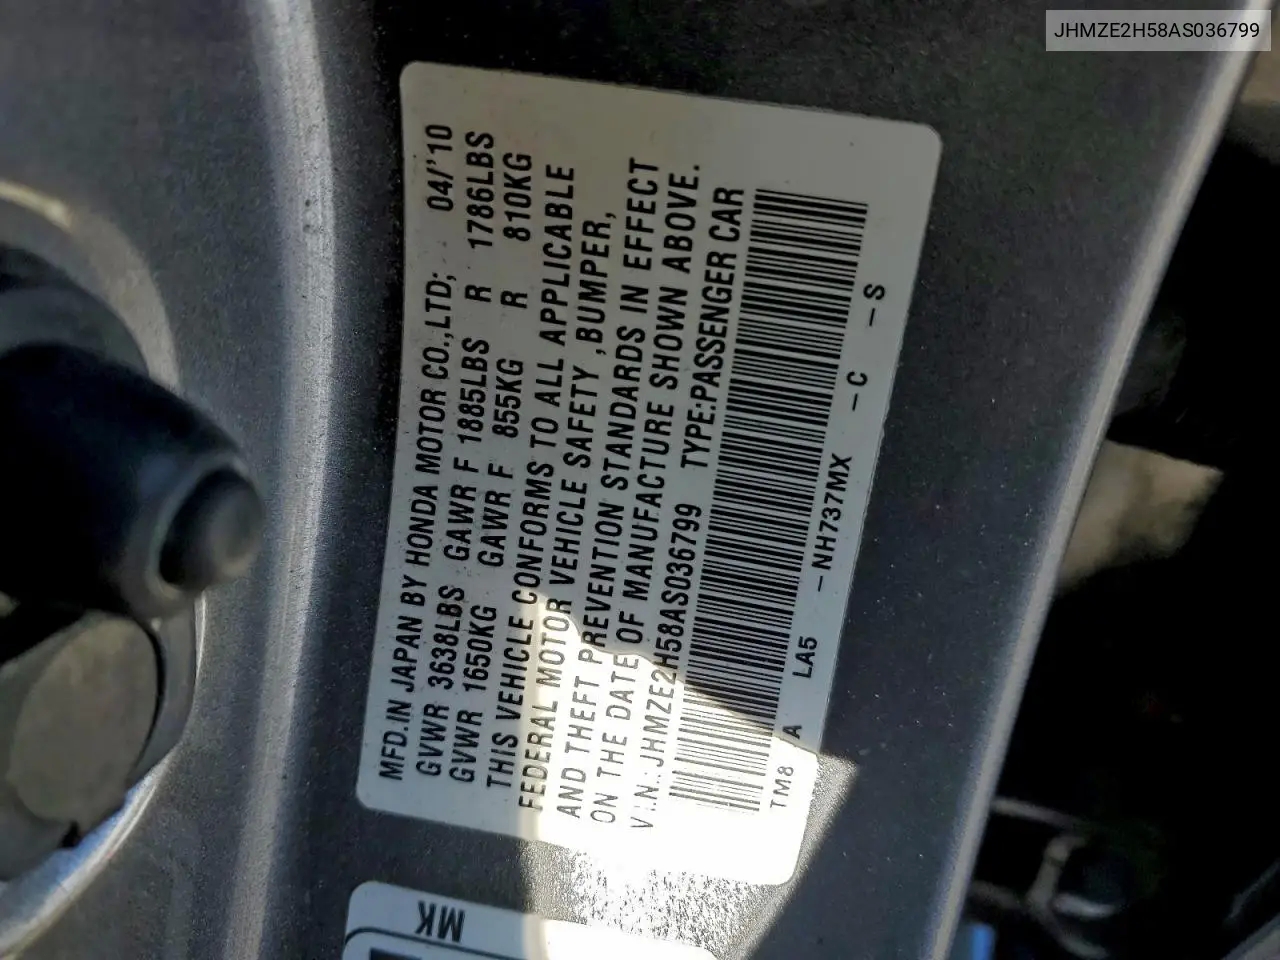 JHMZE2H58AS036799
MFD.IN JAPAN BY HONDA MOTOR CO.,LTD; 04/'10
GVWR 3638LBS GAWR F 1885LBS R 1786LBS
GVWR 1650KG GAWR F 855KG R 810KG
THIS VEHICLE CONFORMS TO ALL APPLICABLE
FEDERAL MOTOR VEHICLE SAFETY ,BUMPER,
AND THEFT PREVENTION STANDARDS IN EFFECT
ON THE DATE OF MANUFACTURE SHOWN ABOVE.
V.I.N.:JHMZE2H58AS036799 TYPE:PASSENGER CAR
A LA5 -NH737MX -C -S
MK